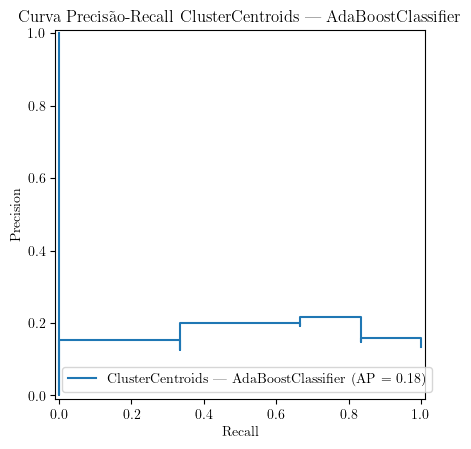 Curva Precisão-Recall ClusterCentroids — AdaBoostClassifier
1.0
0.8
0.6
0.4
0.2
0.0
Precision
ClusterCentroids — AdaBoostClassifier (AP = 0.18)
0.0 0.2 0.4 0.6 0.8 1.0
Recall